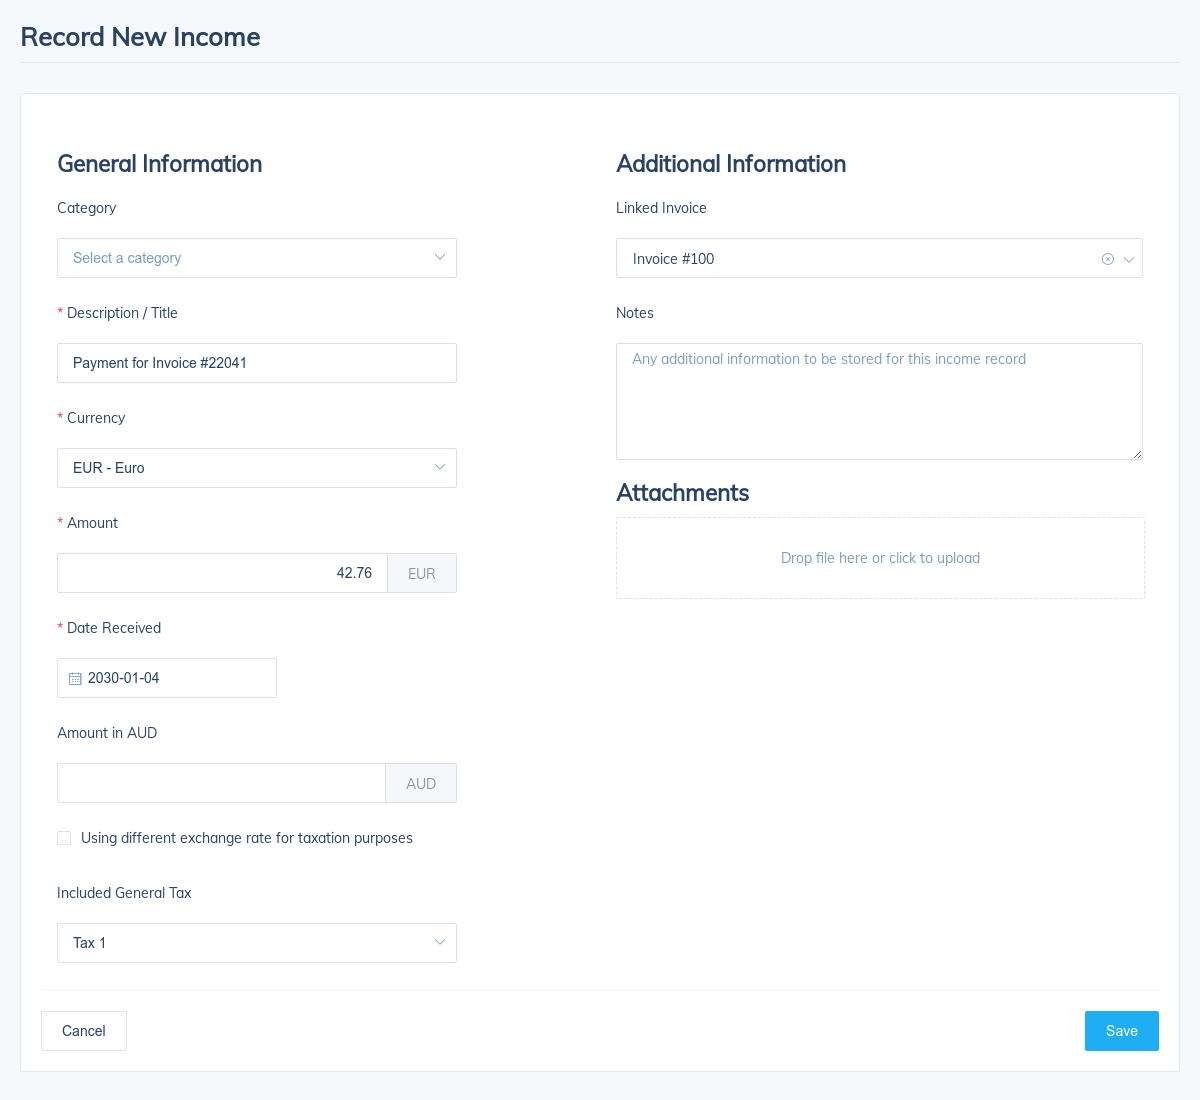 Record New Income
General Information
Category
Select a category
* Description / Title
Payment for Invoice #22041
* Currency
EUR - Euro
* Amount
42.76 EUR
* Date Received
2030-01-04
Amount in AUD
AUD
Using different exchange rate for taxation purposes
Included General Tax
Tax 1
Additional Information
Linked Invoice
Invoice #100
Notes
Any additional information to be stored for this income record
Attachments
Drop file here or click to upload
Cancel
Save